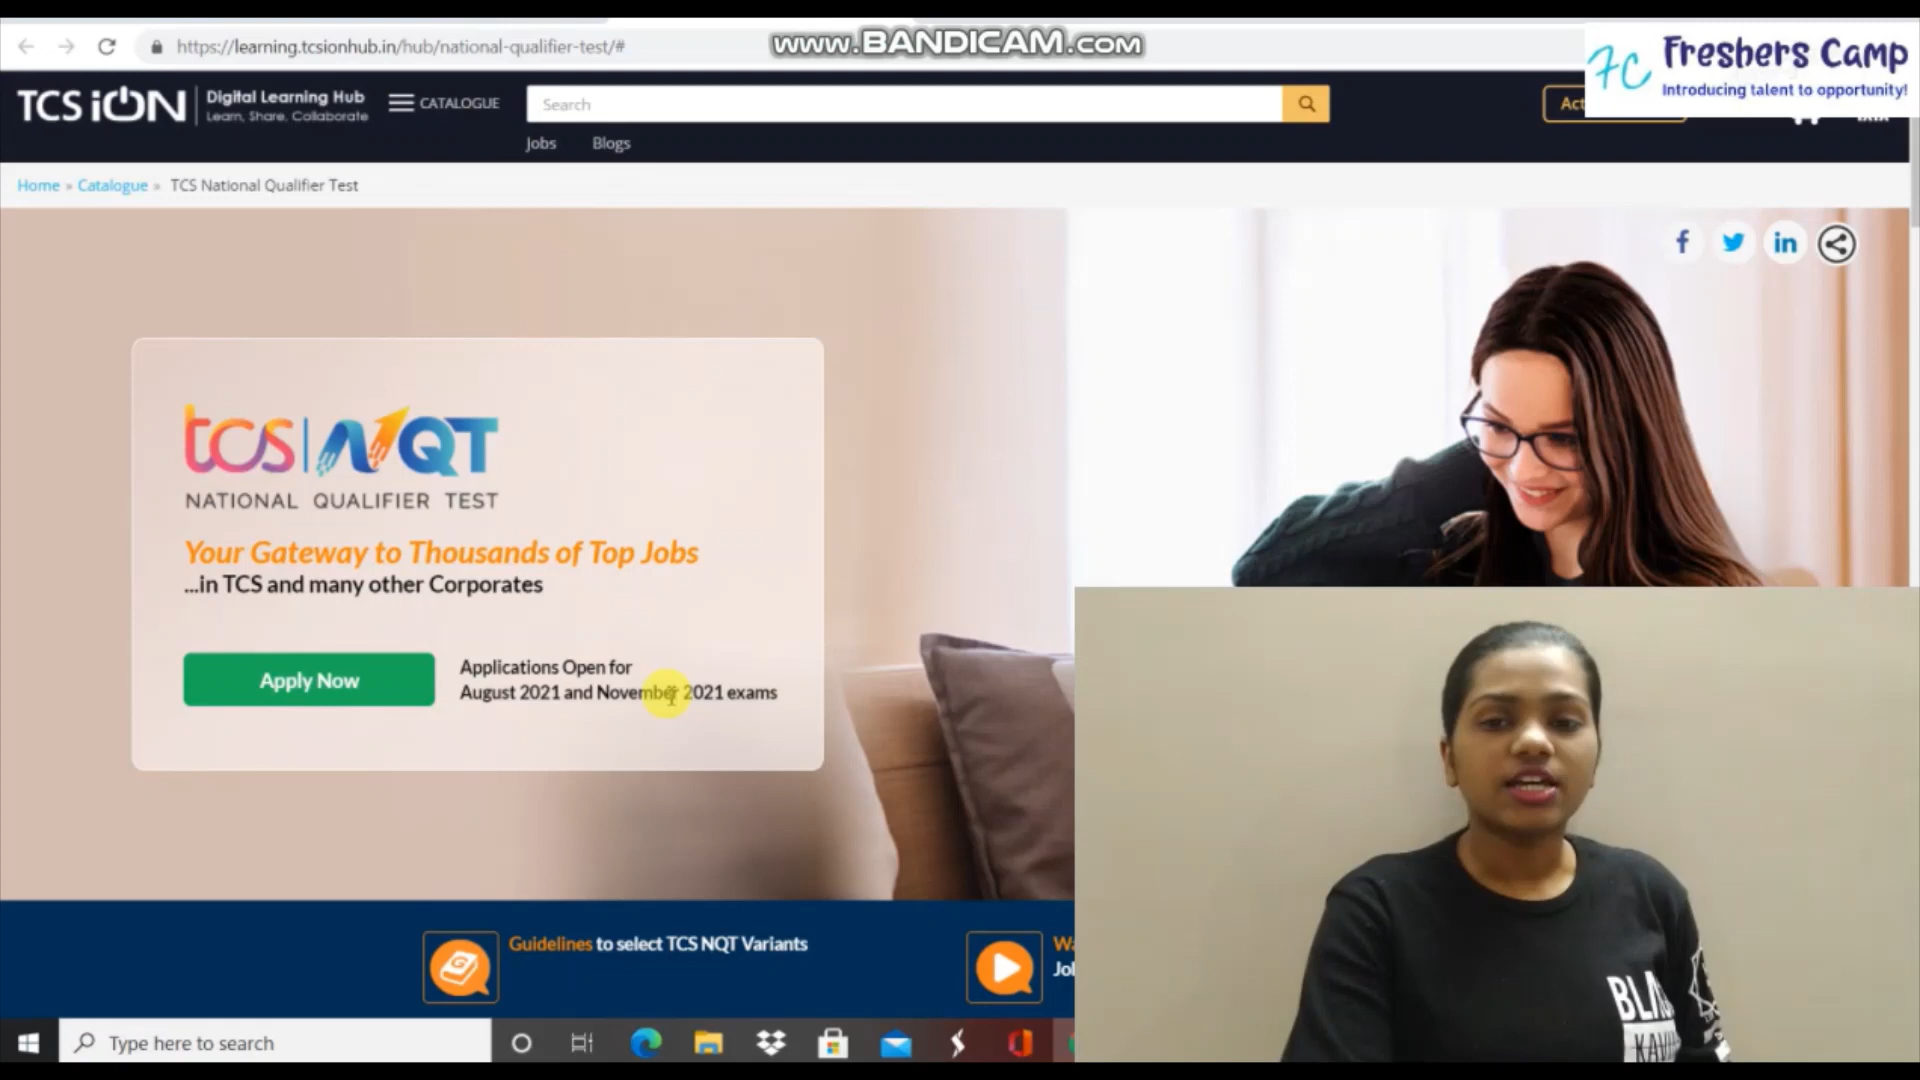 https://learning.tcsionhub.in/hub/national-qualifier-test/#
www.BANDICAM.com
Freshers Camp
Introducing talent to opportunity!
TCS iON
Digital Learning Hub
Learn, Share, Collaborate
CATALOGUE
Search
Jobs
Blogs
Home » Catalogue » TCS National Qualifier Test
tcs | NQT
NATIONAL QUALIFIER TEST
Your Gateway to Thousands of Top Jobs
...in TCS and many other Corporates
Apply Now
Applications Open for
August 2021 and November 2021 exams
Guidelines to select TCS NQT Variants
Type here to search